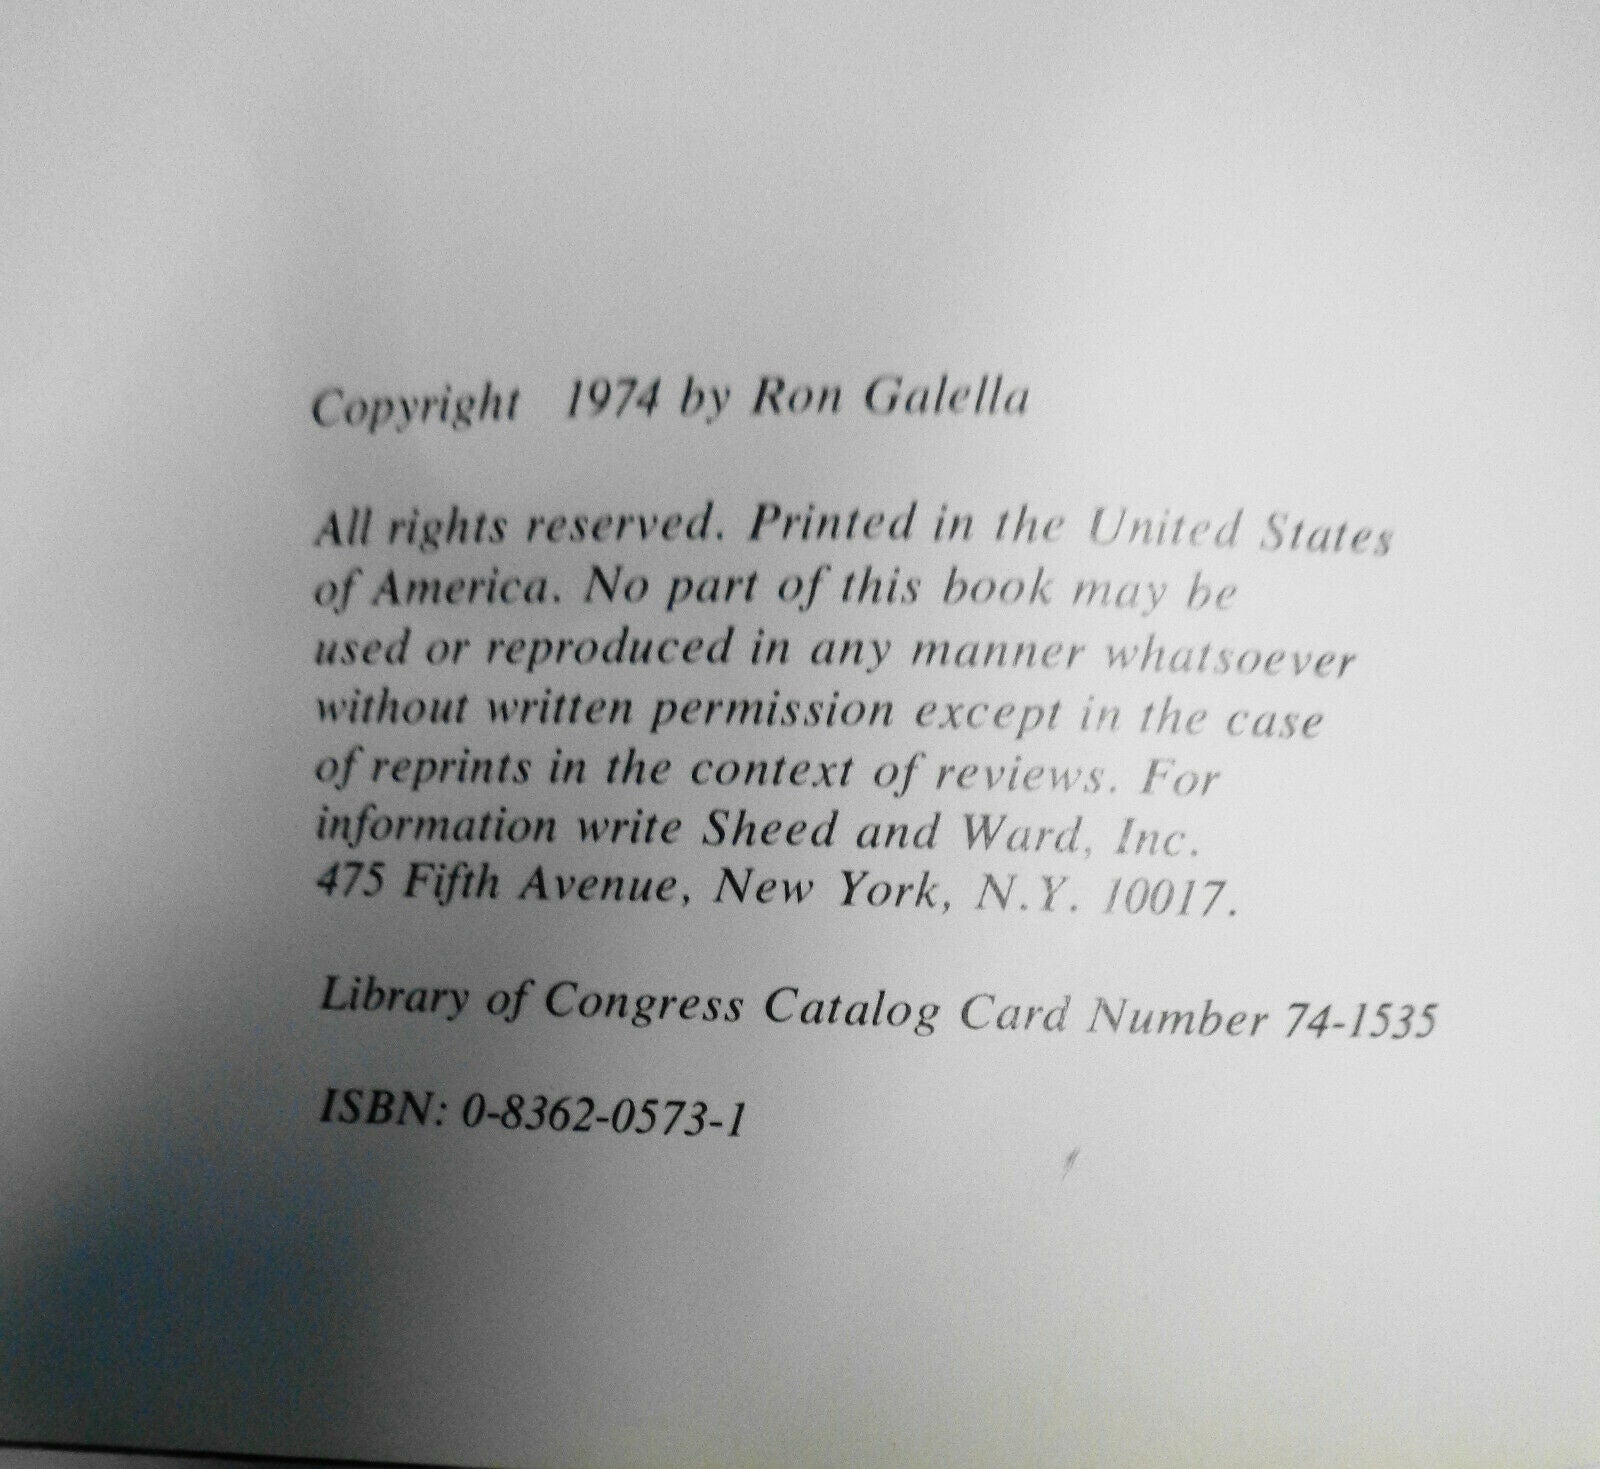 Copyright 1974 by Ron Galella
All rights reserved. Printed in the United States
of America. No part of this book may be
used or reproduced in any manner whatsoever
without written permission except in the case
of reprints in the context of reviews. For
information write Sheed and Ward, Inc.
475 Fifth Avenue, New York, N.Y. 10017.
Library of Congress Catalog Card Number 74-1535
ISBN: 0-8362-0573-1